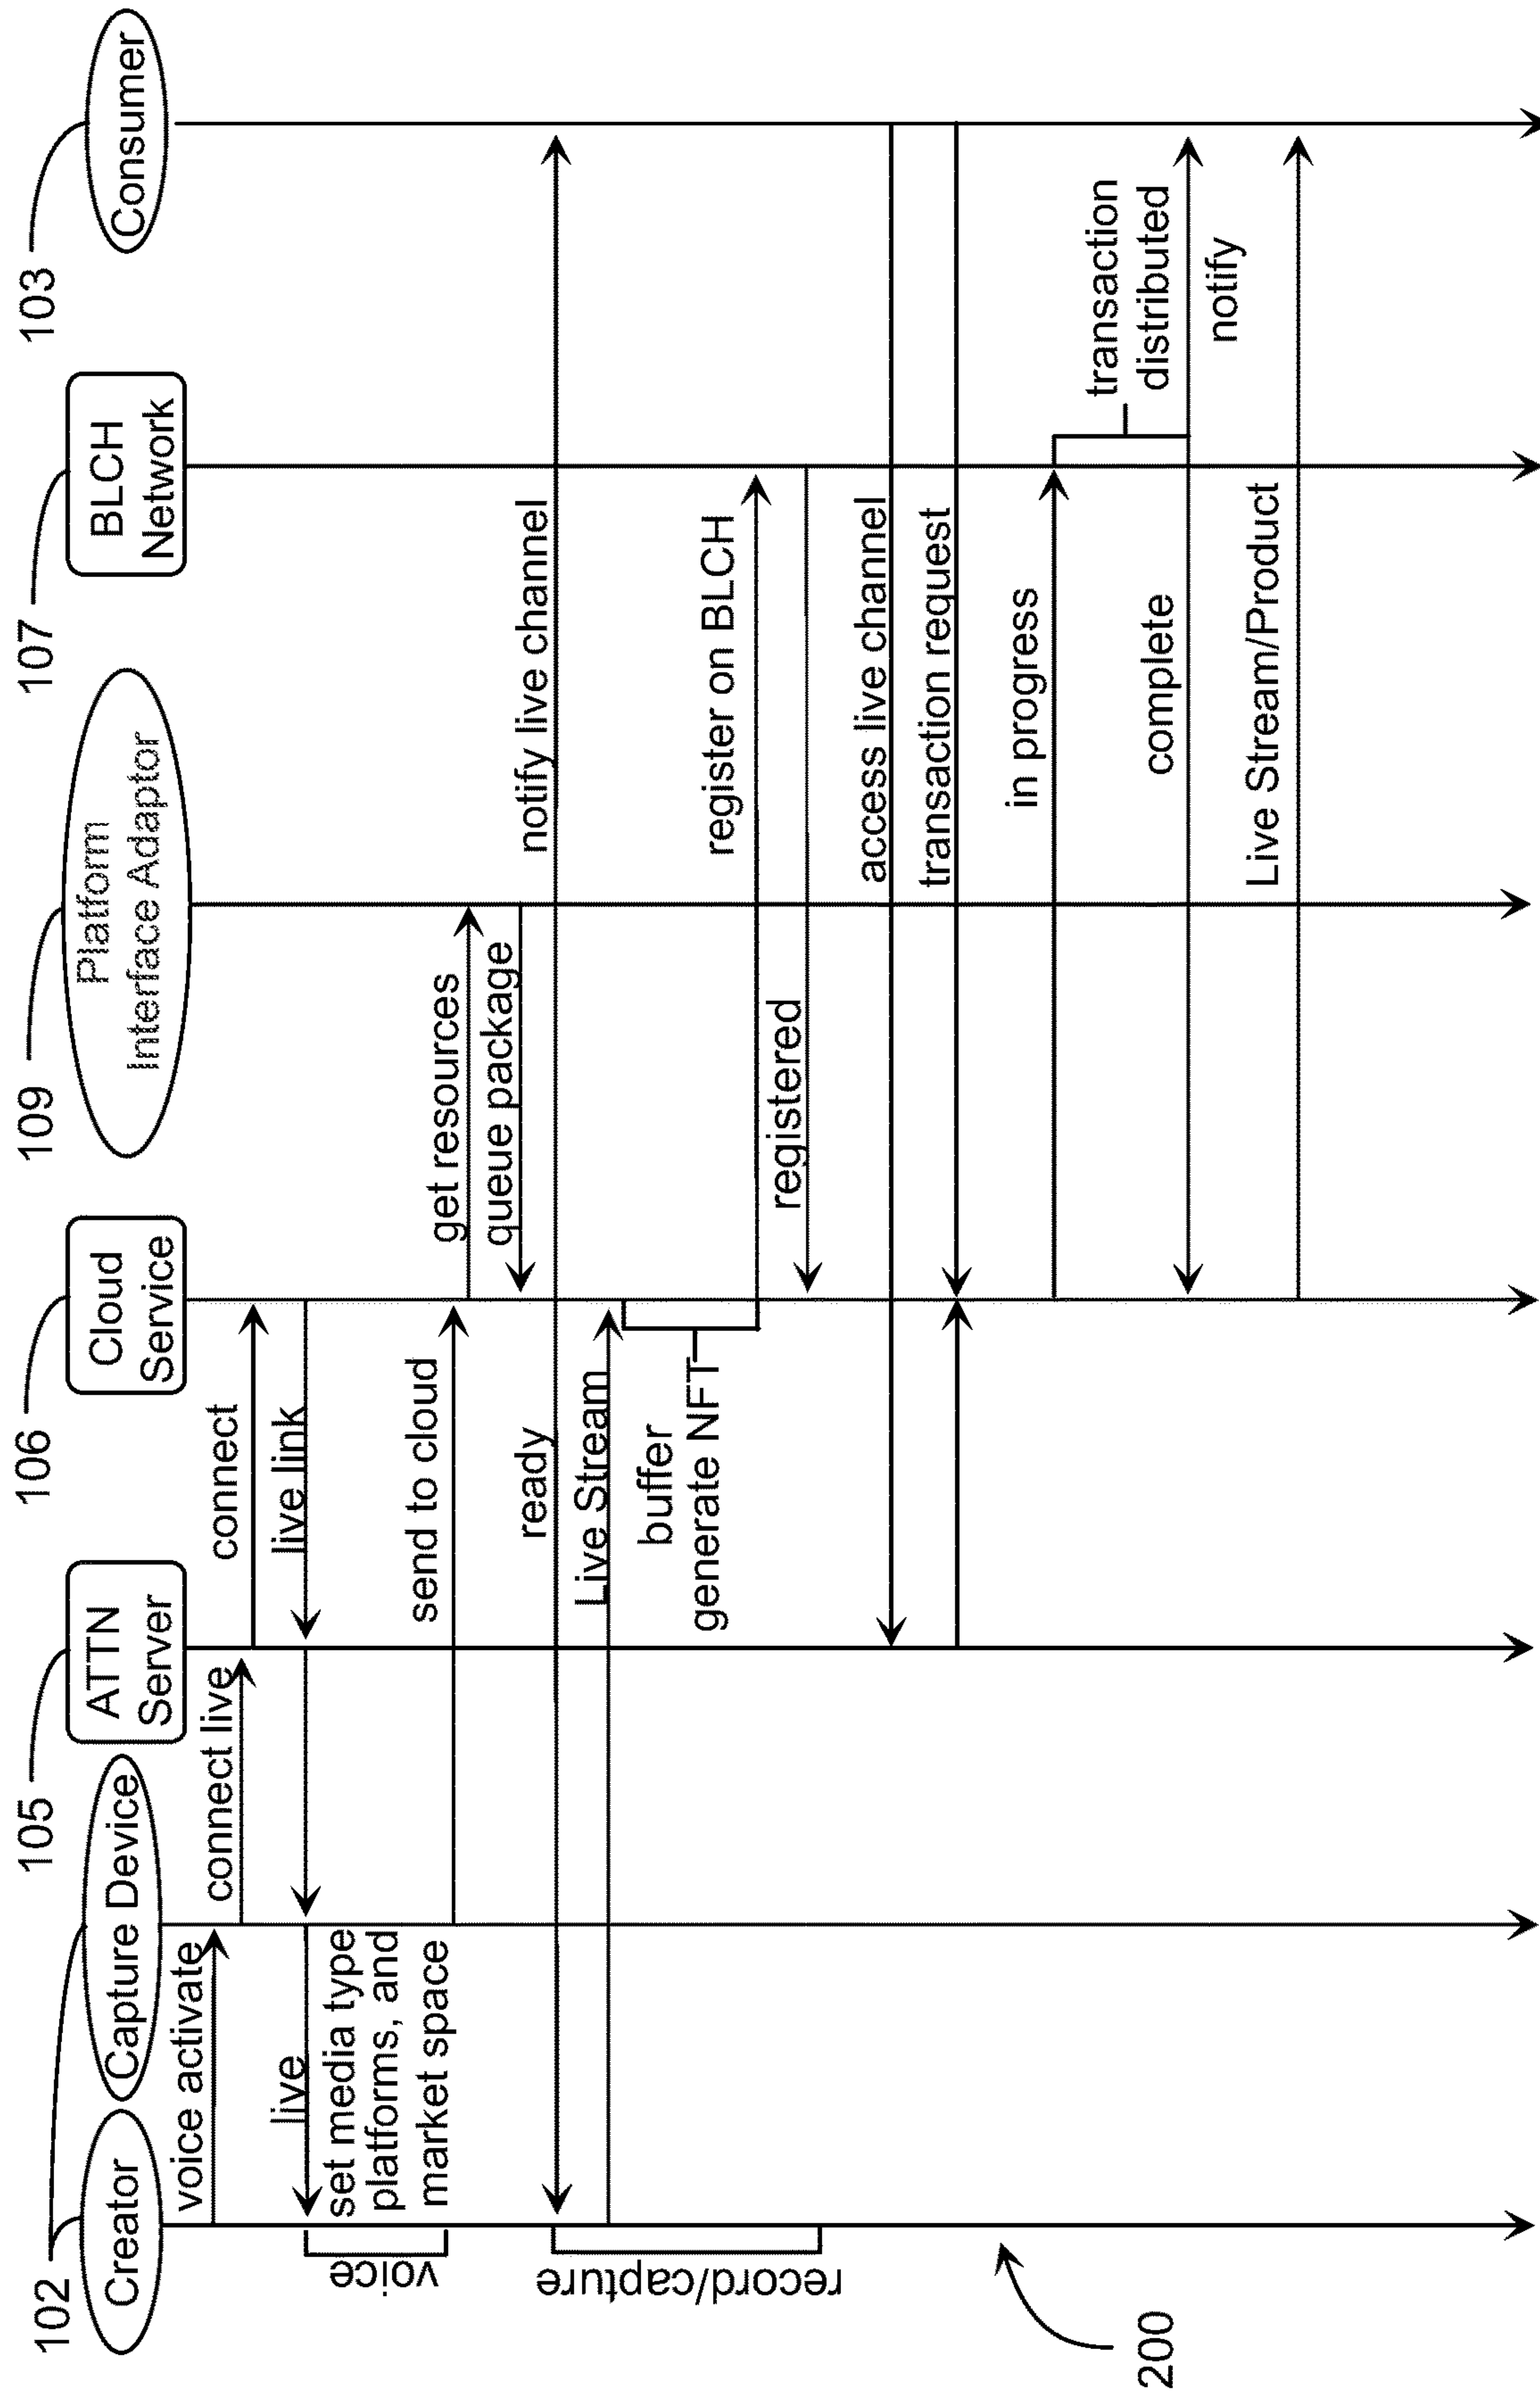 102
105
106
109
107
103
Creator
Capture Device
ATTN
Server
Cloud
Service
Platform
Interface Adaptor
BLCH
Network
Consumer
voice activate
connect live
connect
live link
live
voice
set media type
platforms, and
market space
send to cloud
get resources
queue package
ready
notify live channel
record/capture
Live Stream
buffer
generate NFT
register on BLCH
registered
access live channel
transaction request
in progress
transaction
distributed
complete
notify
Live Stream/Product
200